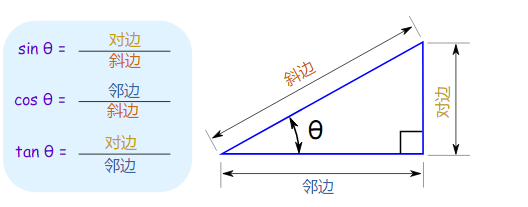 sin θ = 对边
斜边
cos θ = 邻边
斜边
tan θ = 对边
邻边
斜边
θ
对边
邻边